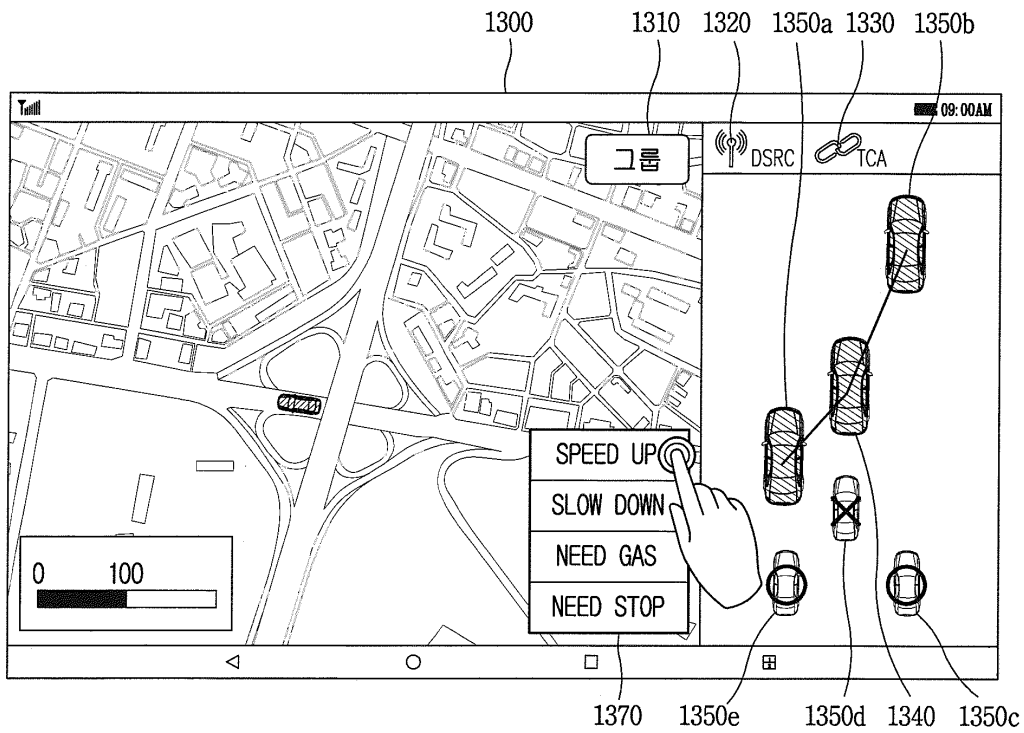 1300 1310 1320 1350a 1330 1350b
09:00AM
그룹
DSRC
TCA
SPEED UP
SLOW DOWN
NEED GAS
NEED STOP
0 100
1370 1350e 1350d 1340 1350c